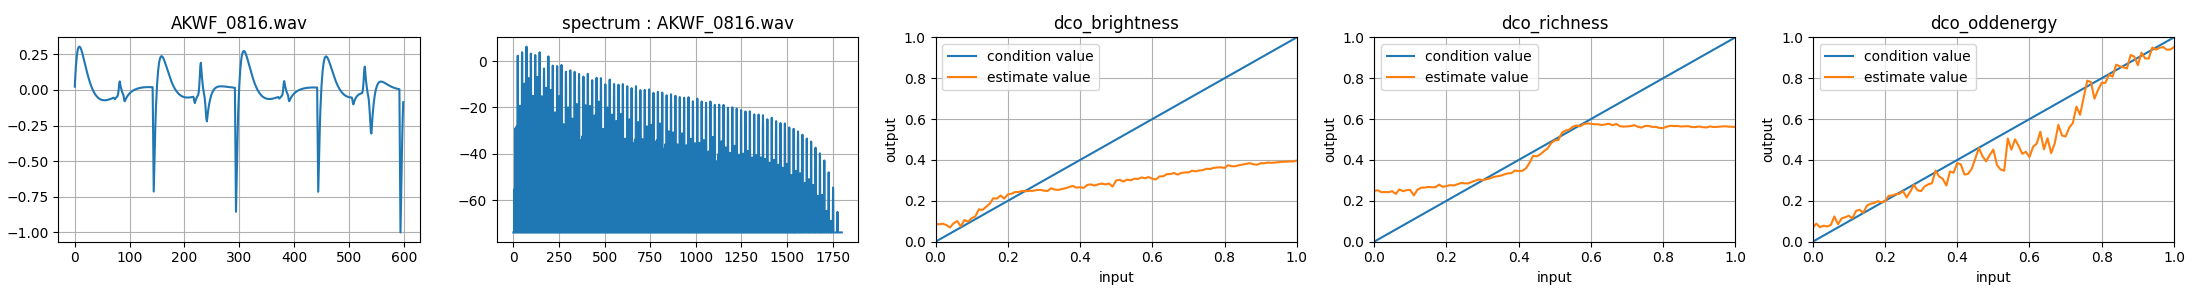 AKWF_0816.wav
0.25
0.00
−0.25
−0.50
−0.75
−1.00
0 100 200 300 400 500 600
spectrum : AKWF_0816.wav
0
−20
−40
−60
0 250 500 750 1000 1250 1500 1750
dco_brightness
condition value
estimate value
output
1.0
0.8
0.6
0.4
0.2
0.0
0.0 0.2 0.4 0.6 0.8 1.0
input
dco_richness
condition value
estimate value
output
1.0
0.8
0.6
0.4
0.2
0.0
0.0 0.2 0.4 0.6 0.8 1.0
input
dco_oddenergy
condition value
estimate value
output
1.0
0.8
0.6
0.4
0.2
0.0
0.0 0.2 0.4 0.6 0.8 1.0
input